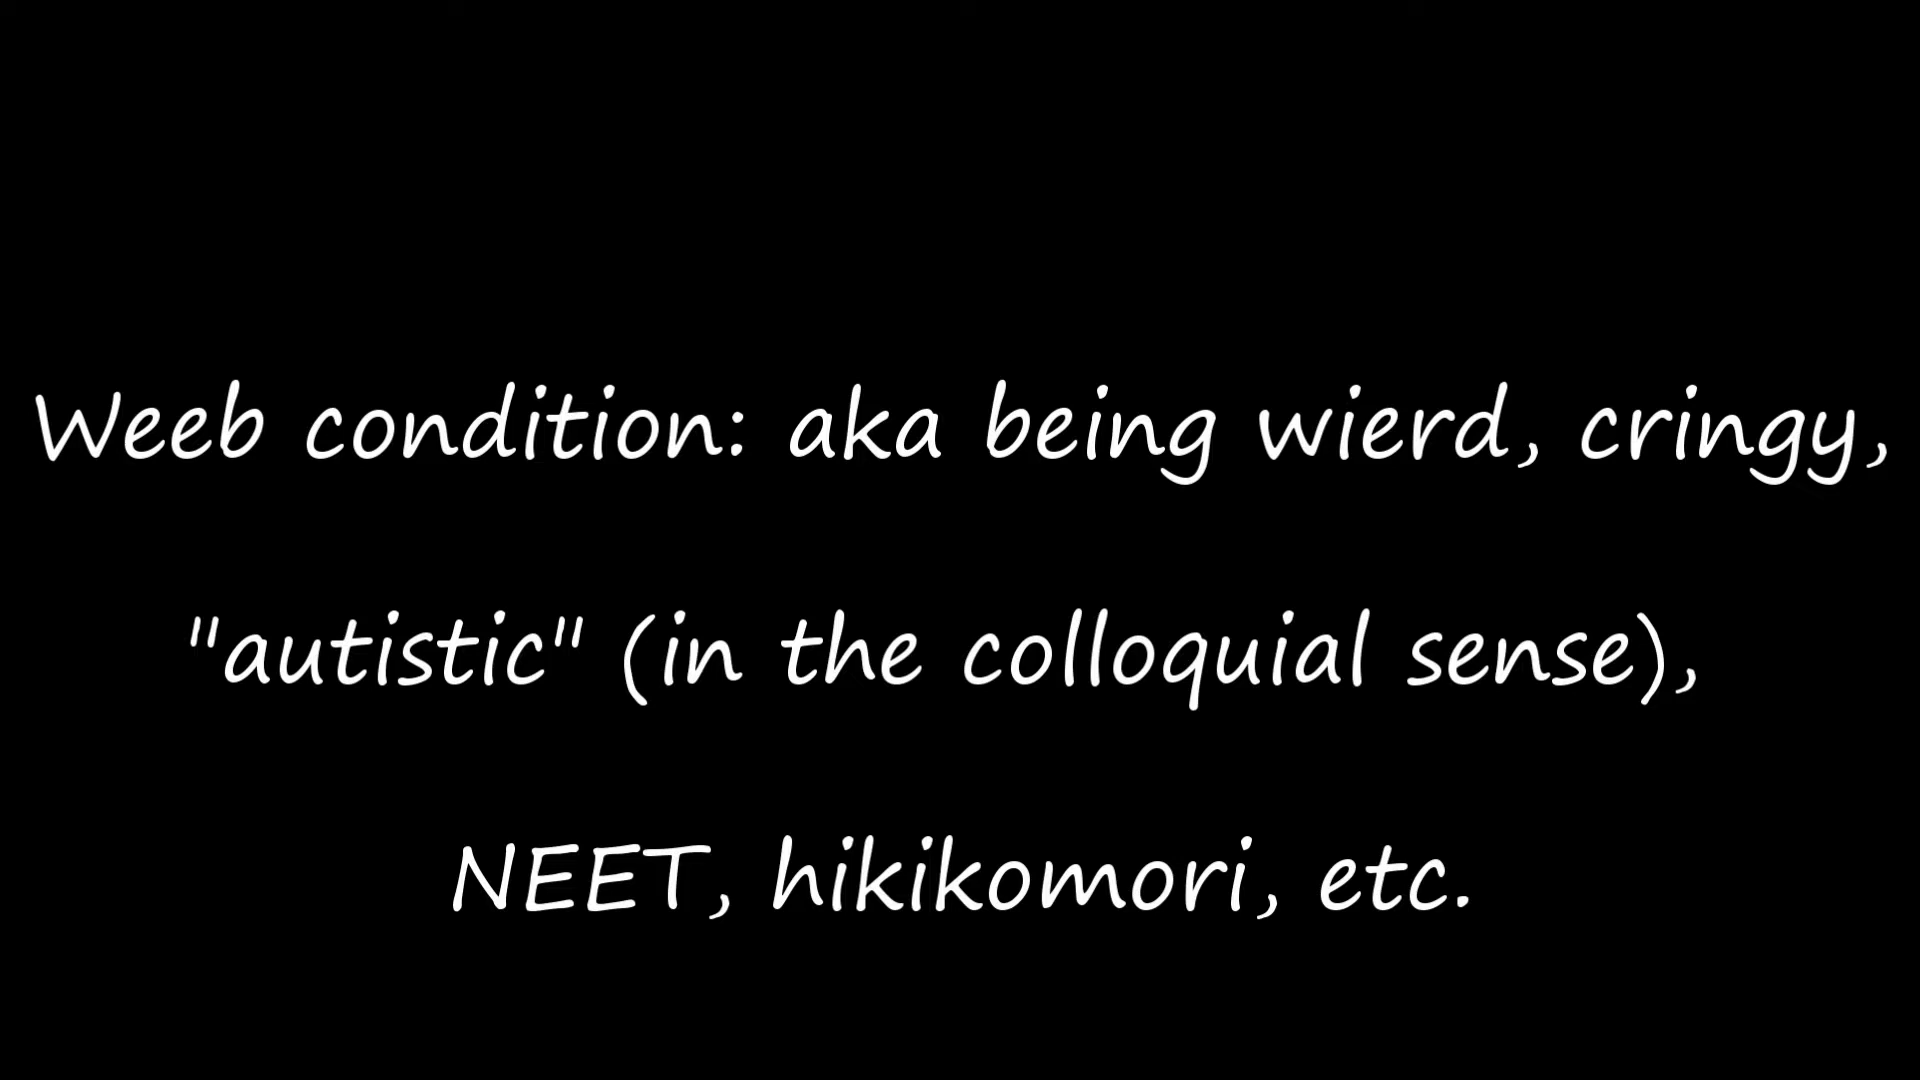 Weeb condition: aka being wierd, cringy,
"autistic" (in the colloquial sense),
NEET, hikikomori, etc.